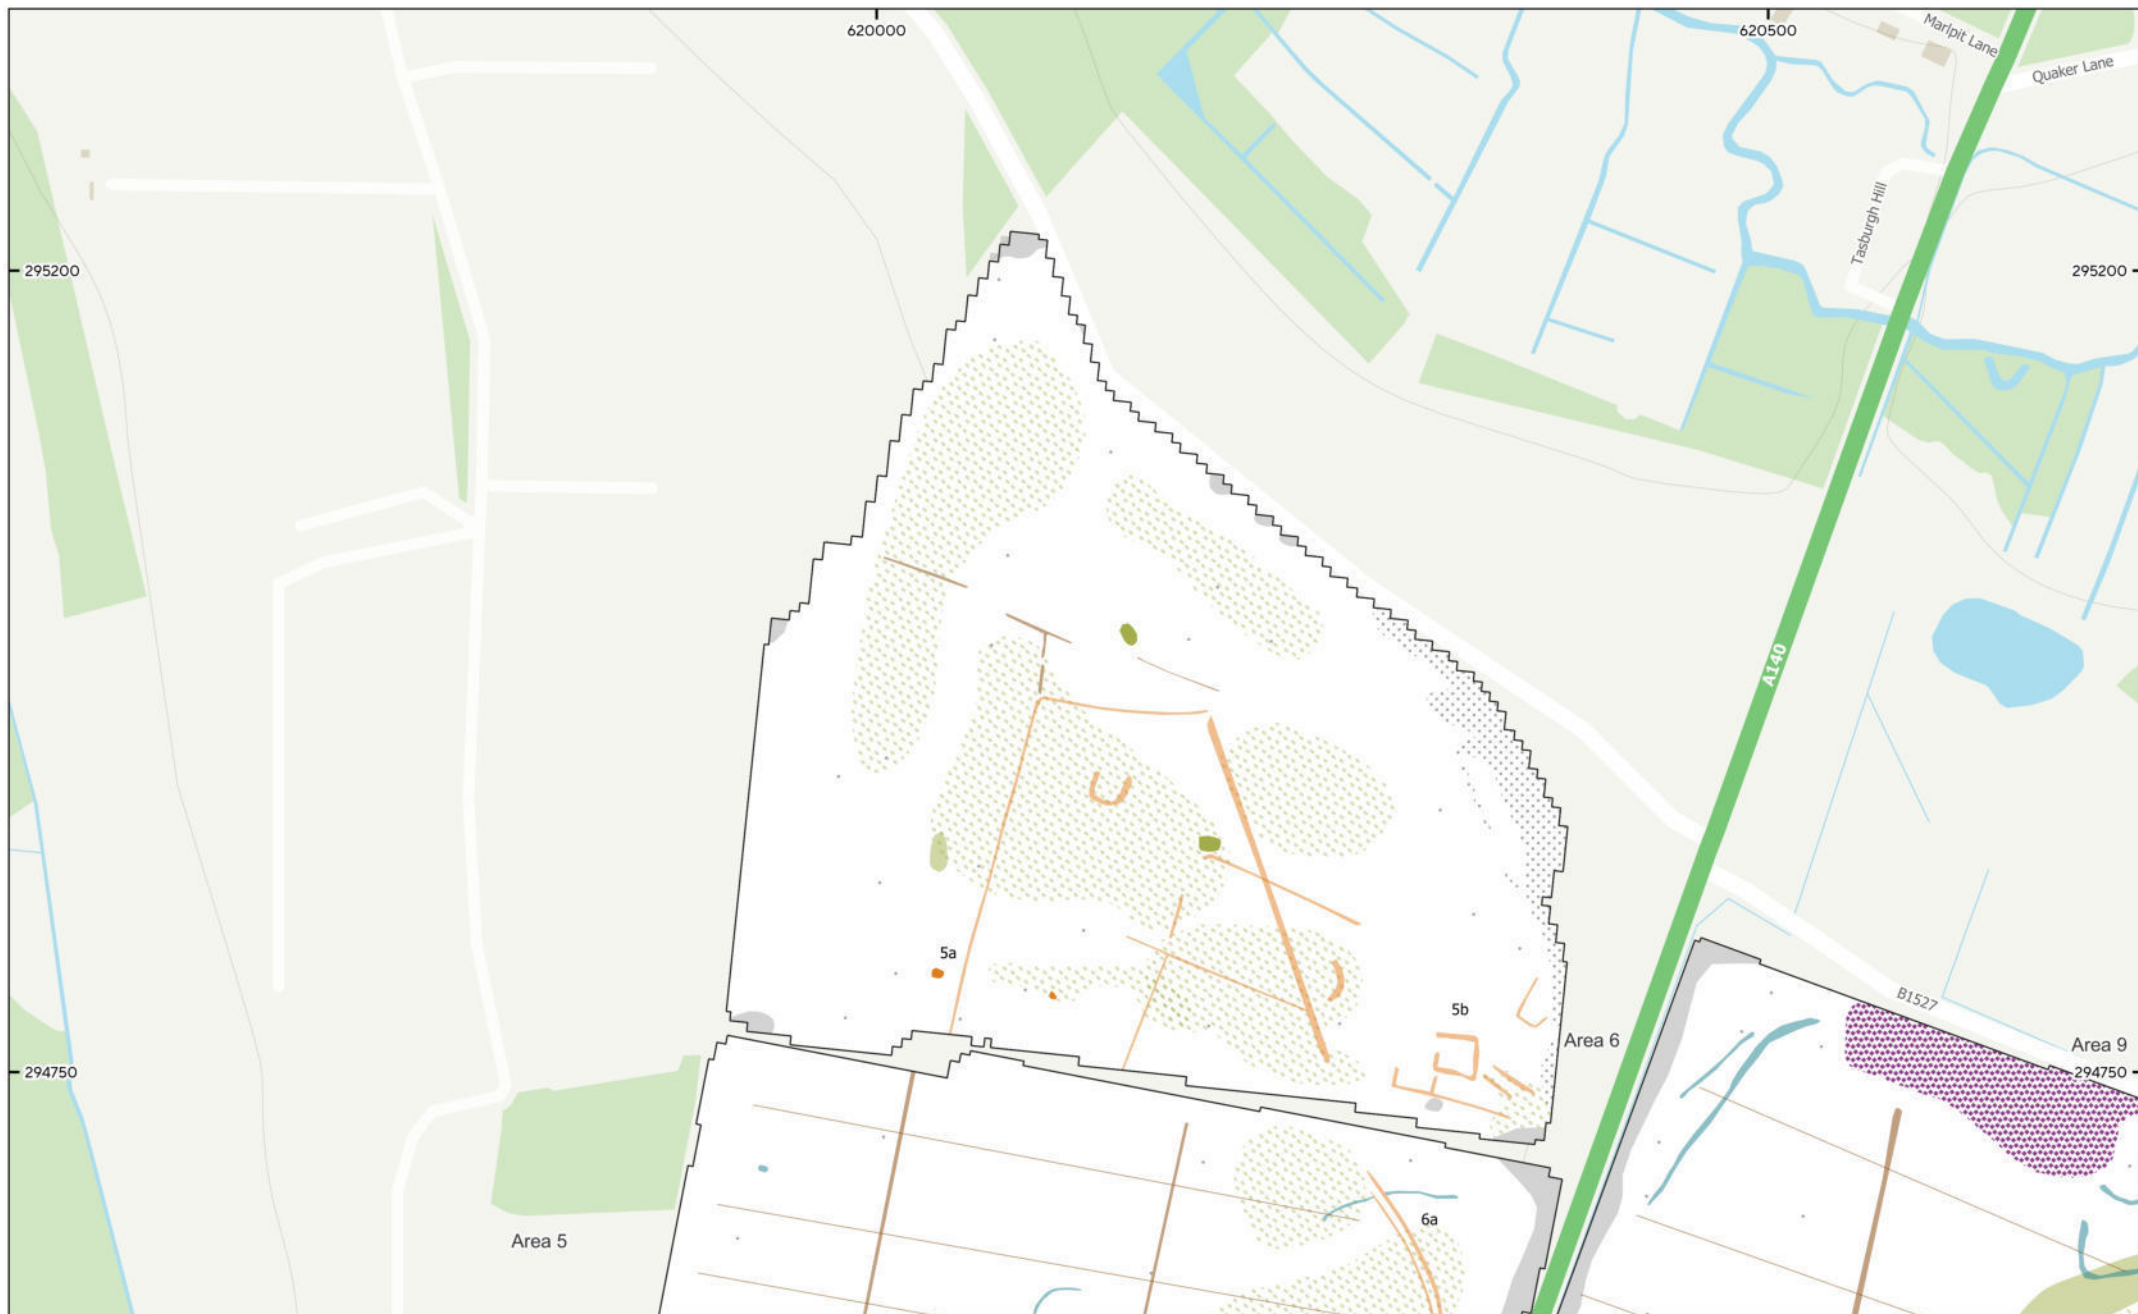 620000
620500
Marlpit Lane
Quaker Lane
Tasburgh Hill
295200
295200
A140
5a
5b
Area 6
B1527
Area 9
294750
294750
6a
Area 5